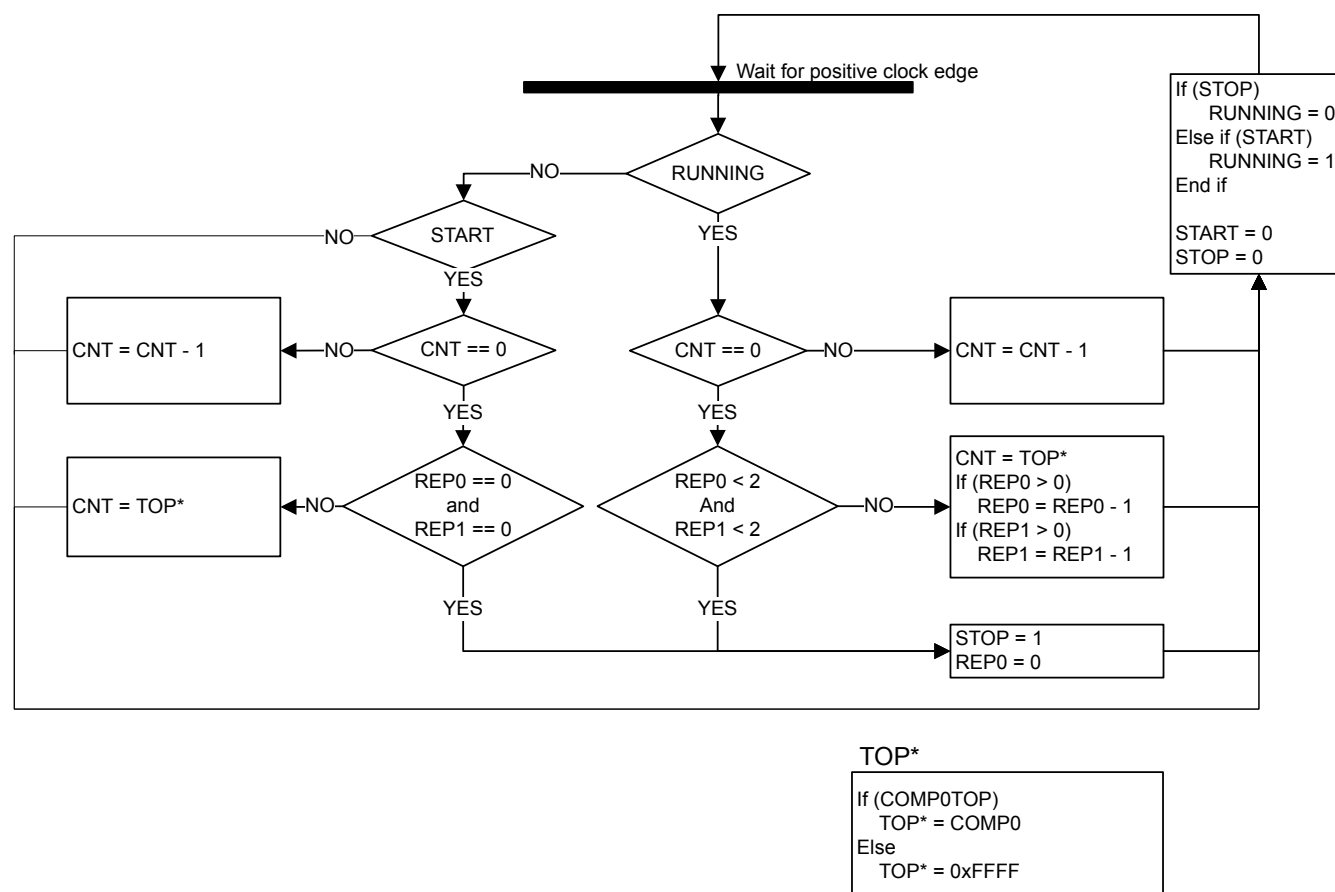 Wait for positive clock edge
If (STOP)
RUNNING = 0
Else if (START)
RUNNING = 1
End if
START = 0
STOP = 0
RUNNING
NO
YES
START
NO
YES
CNT == 0
NO
YES
CNT = CNT - 1
CNT == 0
NO
YES
CNT = CNT - 1
REP0 == 0
and
REP1 == 0
NO
YES
CNT = TOP*
REP0 < 2
And
REP1 < 2
NO
YES
CNT = TOP*
If (REP0 > 0)
REP0 = REP0 - 1
If (REP1 > 0)
REP1 = REP1 - 1
STOP = 1
REP0 = 0
TOP*
If (COMP0TOP)
TOP* = COMP0
Else
TOP* = 0xFFFF